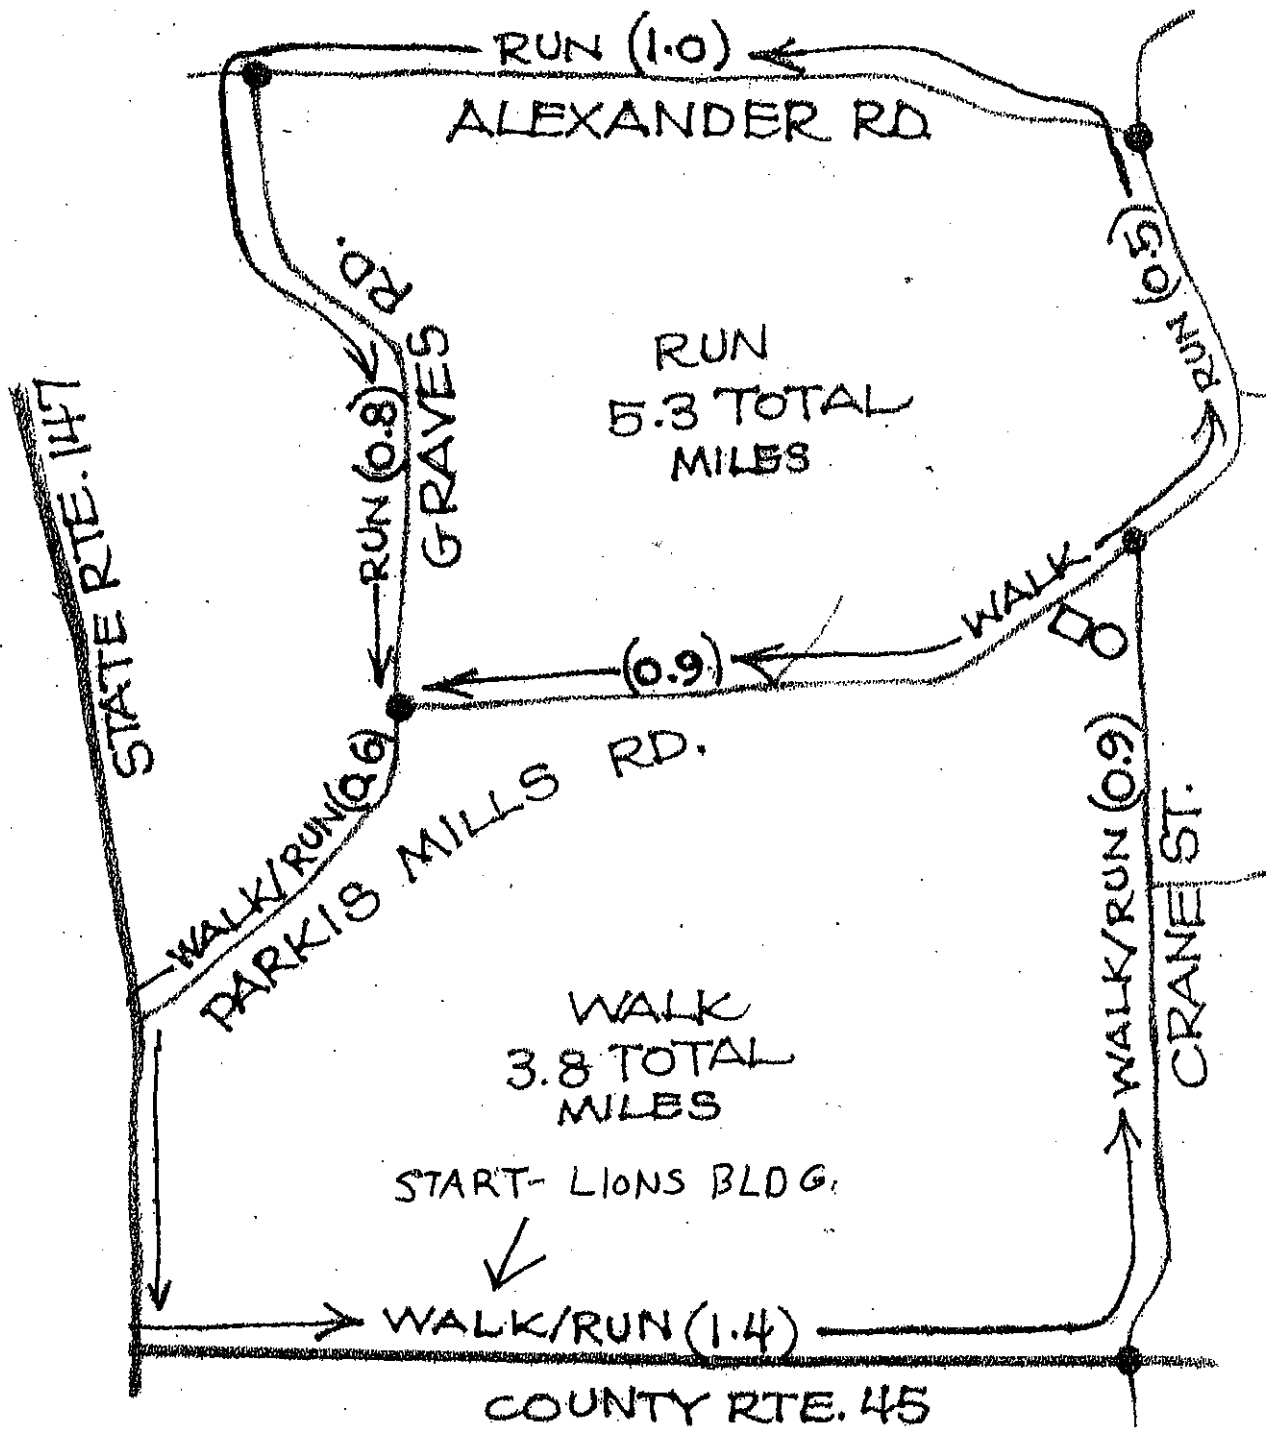 RUN (1.0)
ALEXANDER RD.
RUN (0.5)
GRAVES RD.
RUN (0.8)
RUN
5.3 TOTAL
MILES
STATE RTE. 147
WALK
(0.9)
WALK/RUN (0.6)
PARKIS MILLS RD.
WALK/RUN (0.9)
CRANE ST.
WALK
3.8 TOTAL
MILES
START- LIONS BLDG.
WALK/RUN (1.4)
COUNTY RTE. 45